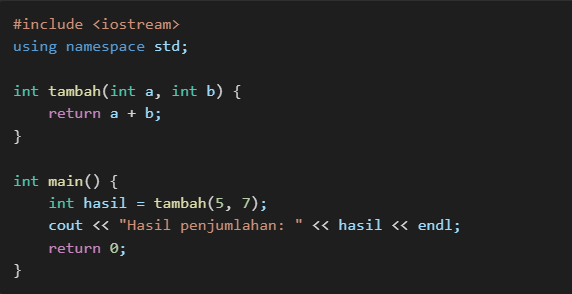 #include <iostream>
using namespace std;
int tambah(int a, int b) {
return a + b;
}
int main() {
int hasil = tambah(5, 7);
cout << "Hasil penjumlahan: " << hasil << endl;
return 0;
}